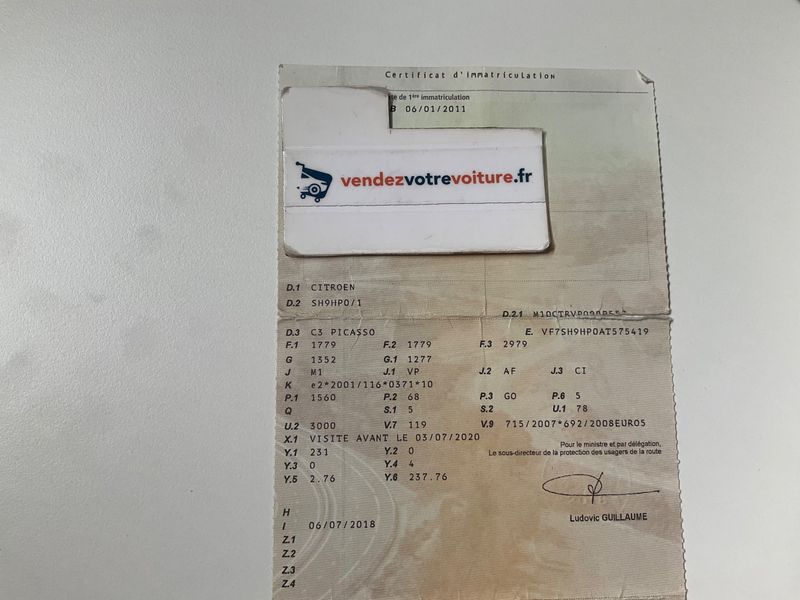 Certificat d'immatriculation
te de 1ère immatriculation
B 06/01/2011
vendezvotrevoiture.fr
D.1 CITROEN
D.2 SH9HP0/1
D.2.1
D.3 C3 PICASSO
E. VF7SH9HP0AT575419
F.1 1779 F.2 1779 F.3 2979
G 1352 G.1 1277
J M1 J.1 VP J.2 AF J.3 CI
K e2*2001/116*0371*10
P.1 1560 P.2 68 P.3 GO P.6 5
Q S.1 5 S.2 U.1 78
U.2 3000 V.7 119 V.9 715/2007*692/2008EURO5
X.1 VISITE AVANT LE 03/07/2020
Pour le ministre et par délégation,
Le sous-directeur de la protection des usagers de la route
Y.1 231 Y.2 0
Y.3 0 Y.4 4
Y.5 2.76 Y.6 237.76
Ludovic GUILLAUME
H
I 06/07/2018
Z.1
Z.2
Z.3
Z.4